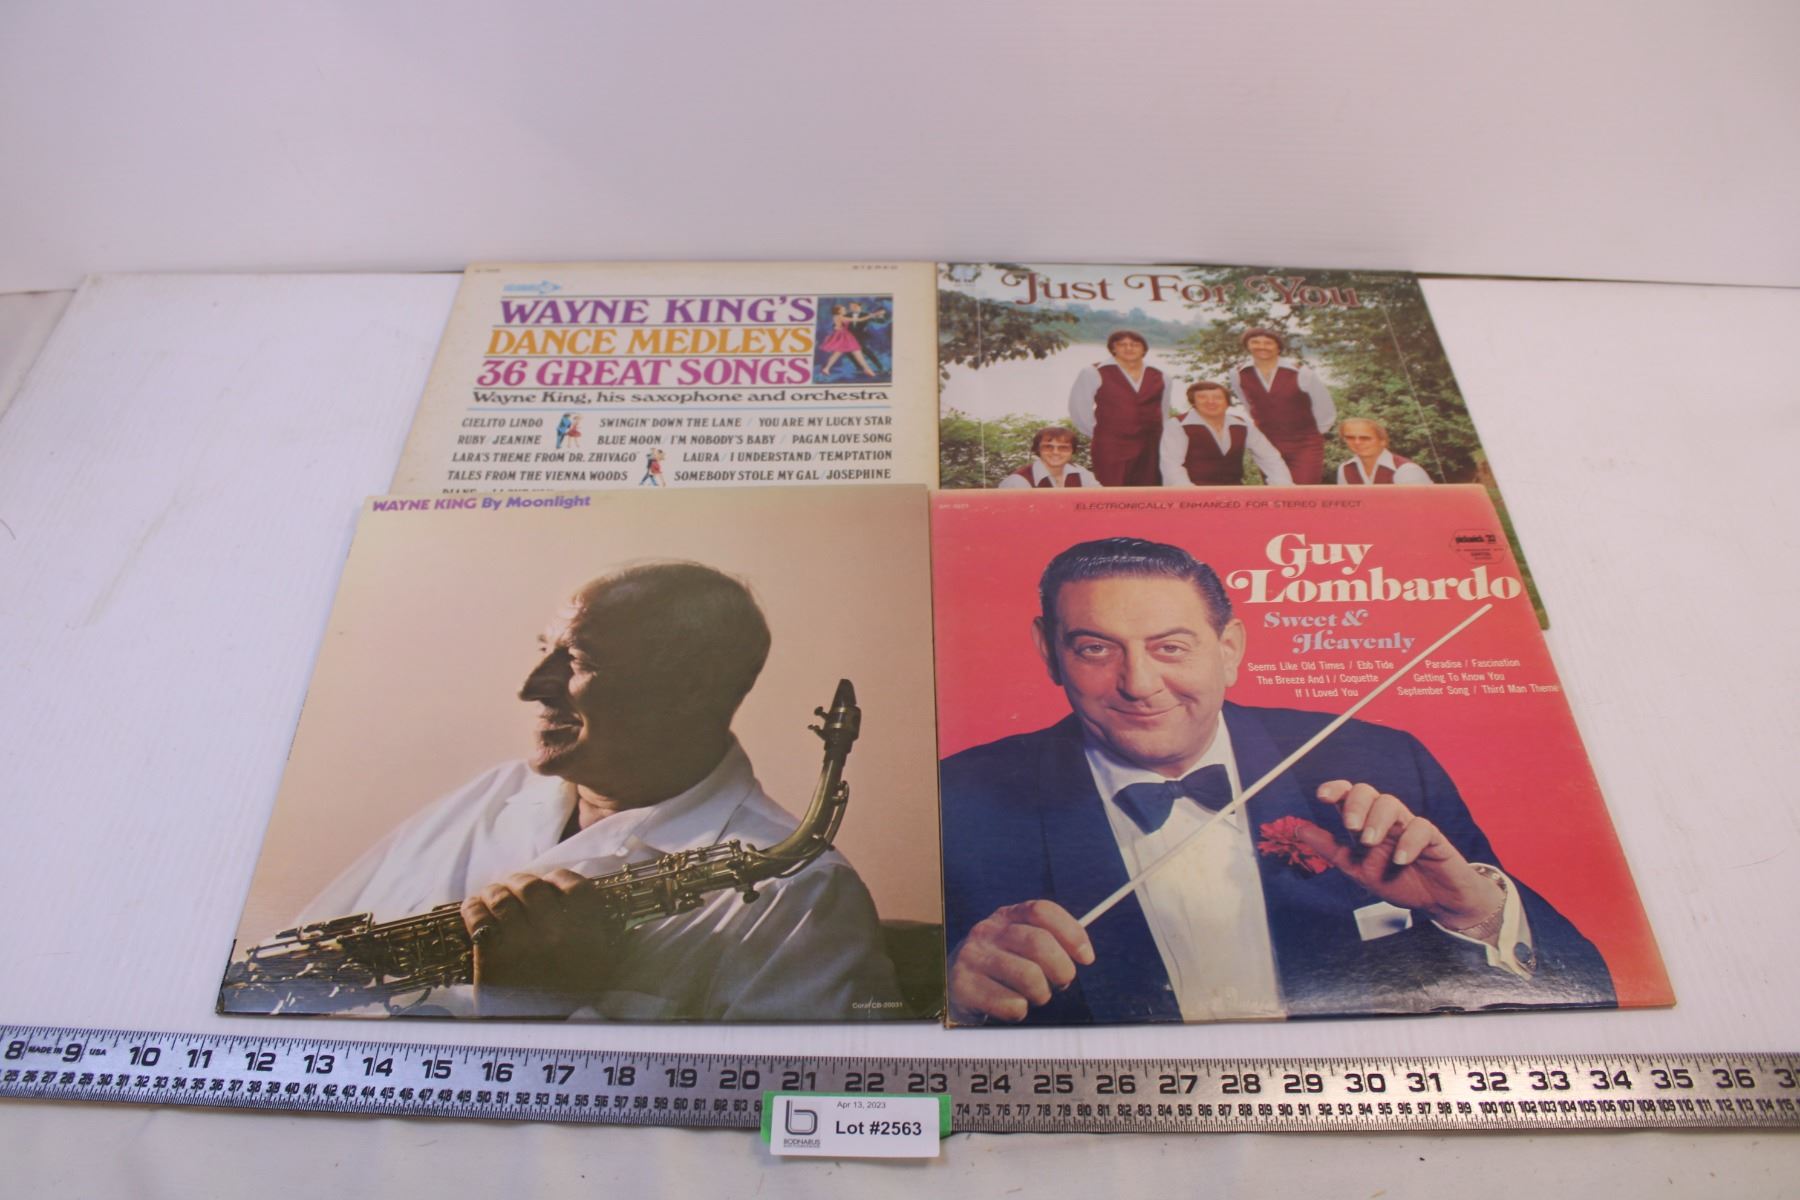 STEREO
WAYNE KING'S
DANCE MEDLEYS
36 GREAT SONGS
Wayne King, his saxophone and orchestra
CIELITO LINDO SWINGIN' DOWN THE LANE / YOU ARE MY LUCKY STAR
RUBY / JEANINE BLUE MOON / I'M NOBODY'S BABY / PAGAN LOVE SONG
LARA'S THEME FROM "DR. ZHIVAGO" LAURA / I UNDERSTAND / TEMPTATION
TALES FROM THE VIENNA WOODS SOMEBODY STOLE MY GAL / JOSEPHINE
Just For You
WAYNE KING By Moonlight
Coral CB-20031
ELECTRONICALLY ENHANCED FOR STEREO EFFECT
pickwick 33
Guy
Lombardo
Sweet &
Heavenly
Seems Like Old Times / Ebb Tide Paradise / Fascination
The Breeze And I / Coquette Getting To Know You
If I Loved You September Song / Third Man Theme
8 MADE IN 9 USA 10 11 12 13 14 15 16 17 18 19 20 21 22 23 24 25 26 27 28 29 30 31 32 33 34 35 36
Apr 13, 2023
b Lot #2563
BODNARUS